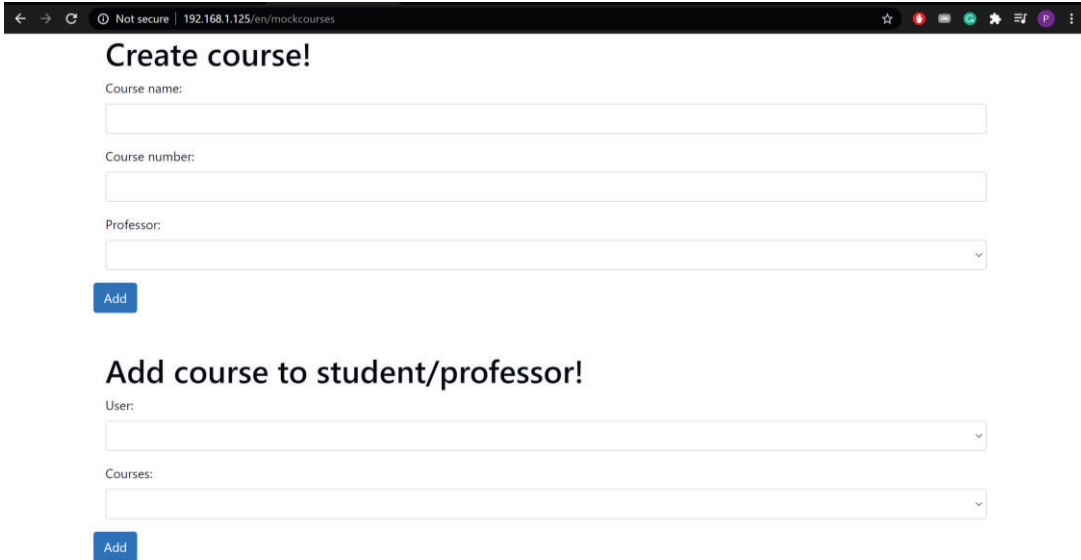 Not secure | 192.168.1.125/en/mockcourses
P
Create course!
Course name:
Course number:
Professor:
Add
Add course to student/professor!
User:
Courses:
Add